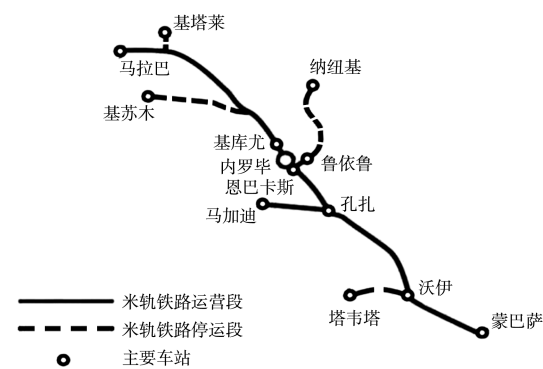 基塔莱
马拉巴
纳纽基
基苏木
基库尤
内罗毕
鲁依鲁
恩巴卡斯
马加迪
孔扎
沃伊
塔韦塔
蒙巴萨
米轨铁路运营段
米轨铁路停运段
主要车站